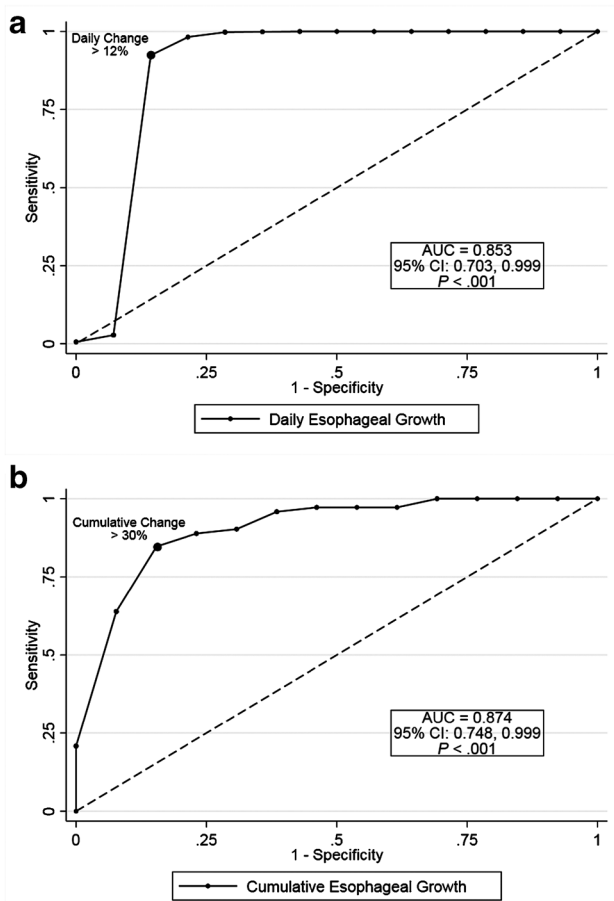 a
Daily Change
> 12%
Sensitivity
1
.75
.5
.25
0
AUC = 0.853
95% CI: 0.703, 0.999
P < .001
0 .25 .5 .75 1
1 - Specificity
Daily Esophageal Growth
b
Cumulative Change
> 30%
Sensitivity
1
.75
.5
.25
0
AUC = 0.874
95% CI: 0.748, 0.999
P < .001
0 .25 .5 .75 1
1 - Specificity
Cumulative Esophageal Growth